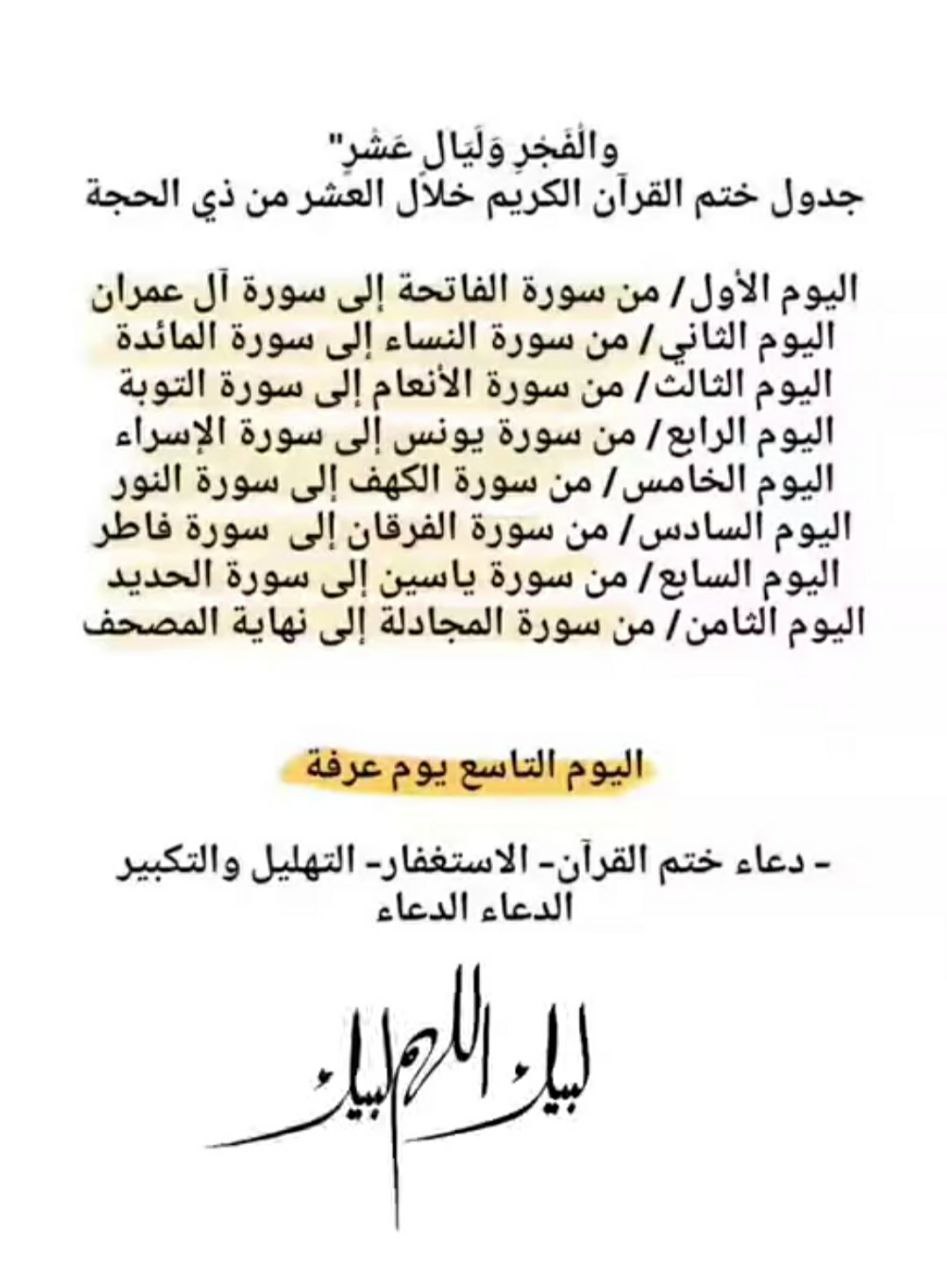 والْفَجْرِ وَلَيَالٍ عَشْرٍ"
جدول ختم القرآن الكريم خلال العشر من ذي الحجة
اليوم الأول/ من سورة الفاتحة إلى سورة آل عمران
اليوم الثاني/ من سورة النساء إلى سورة المائدة
اليوم الثالث/ من سورة الأنعام إلى سورة التوبة
اليوم الرابع/ من سورة يونس إلى سورة الإسراء
اليوم الخامس/ من سورة الكهف إلى سورة النور
اليوم السادس/ من سورة الفرقان إلى سورة فاطر
اليوم السابع/ من سورة ياسين إلى سورة الحديد
اليوم الثامن/ من سورة المجادلة إلى نهاية المصحف
اليوم التاسع يوم عرفة
- دعاء ختم القرآن- الاستغفار- التهليل والتكبير
الدعاء الدعاء
لبيك اللهم لبيك